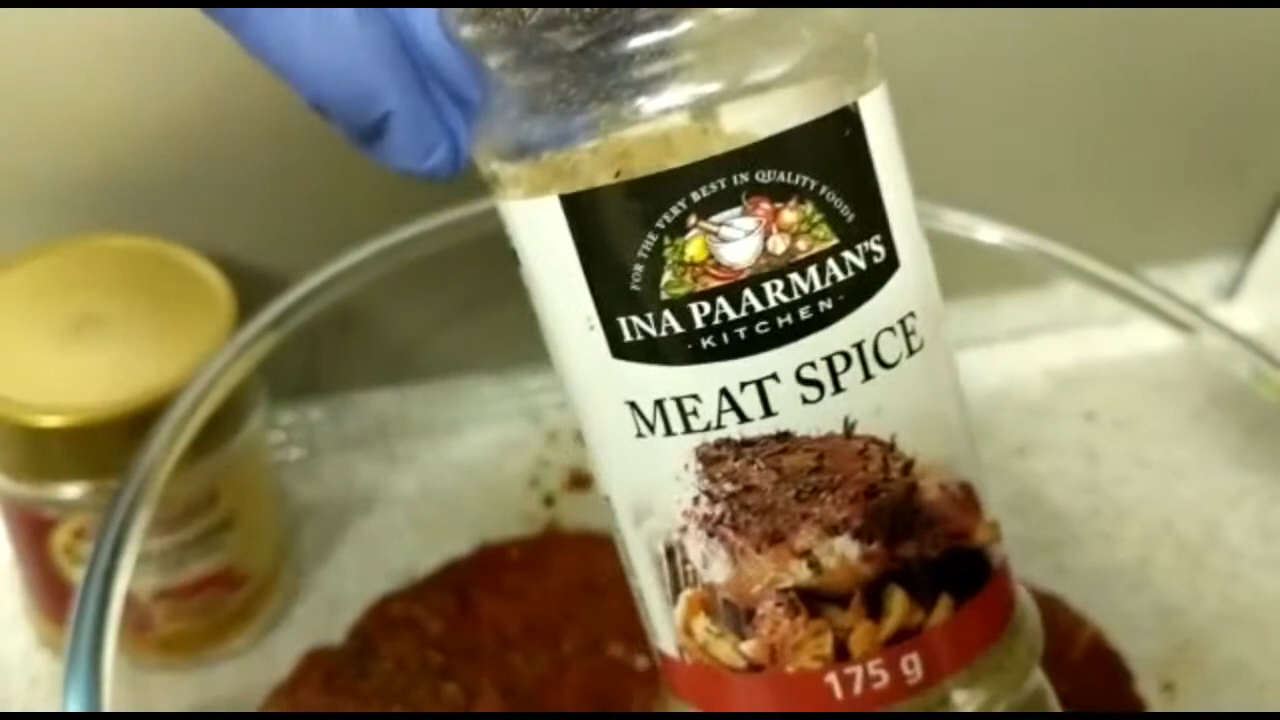 FOR THE VERY BEST IN QUALITY FOODS
INA PAARMAN'S
· KITCHEN ·
MEAT SPICE
175 g